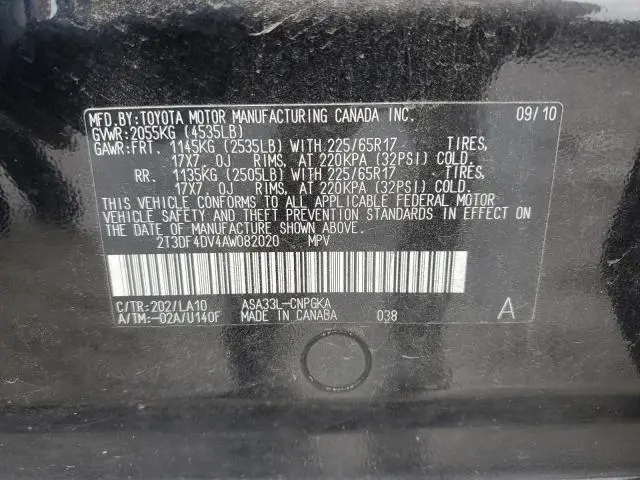 MFD.BY:TOYOTA MOTOR MANUFACTURING CANADA INC. 09/10
GVWR:2055KG (4535LB)
GAWR:FRT. 1145KG (2535LB) WITH 225/65R17 TIRES,
17X7.0J RIMS, AT 220KPA (32PSI) COLD.
RR. 1135KG (2505LB) WITH 225/65R17 TIRES,
17X7.0J RIMS, AT 220KPA (32PSI) COLD.
THIS VEHICLE CONFORMS TO ALL APPLICABLE FEDERAL MOTOR
VEHICLE SAFETY AND THEFT PREVENTION STANDARDS IN EFFECT ON
THE DATE OF MANUFACTURE SHOWN ABOVE.
2T3DF4DV4AW082020 MPV
C/TR:202/LA10 ASA33L-CNPGKA
A/TM:-02A/U140F MADE IN CANADA 038 A